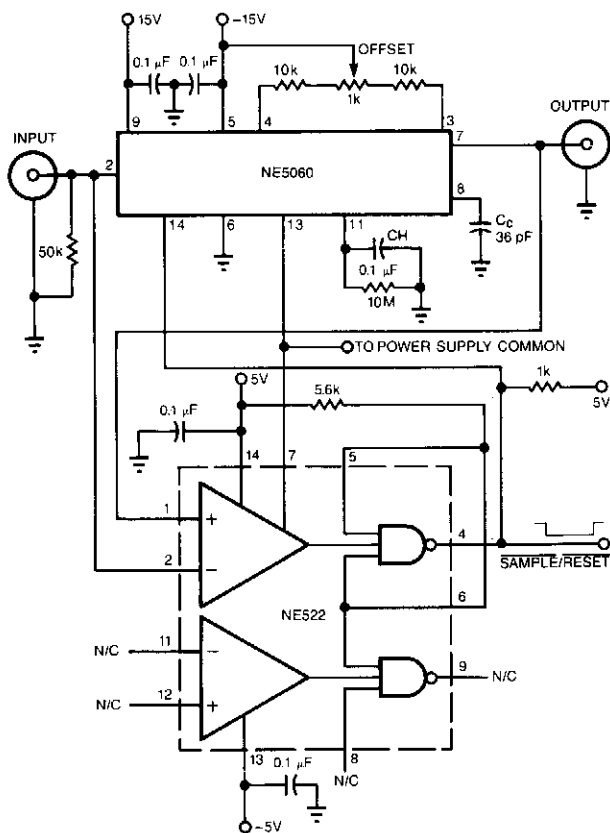 15V
-15V
OFFSET
0.1 µF
0.1 µF
10k
1k
10k
9
5
4
3
INPUT
OUTPUT
2
NE5060
7
8
14
6
13
11
50k
CH
0.1 µF
10M
Cc
36 pF
TO POWER SUPPLY COMMON
5V
5.6k
1k
5V
0.1 µF
14
7
5
1
+
2
−
4
SAMPLE/RESET
6
NE522
N/C
11
−
N/C
12
+
9
N/C
13
8
N/C
0.1 µF
-5V